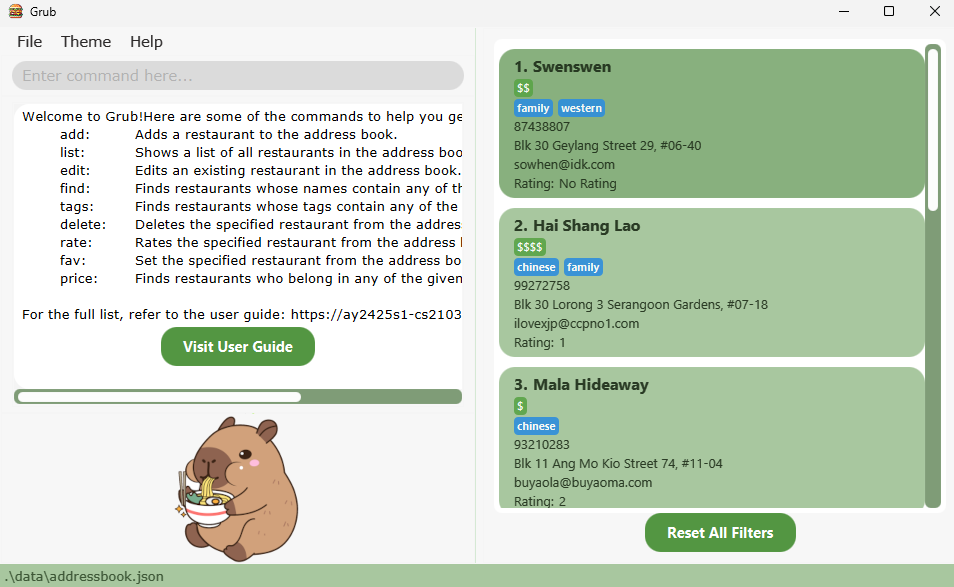 Grub
File Theme Help
Enter command here...
Welcome to Grub!Here are some of the commands to help you ge
add: Adds a restaurant to the address book.
list: Shows a list of all restaurants in the address boo
edit: Edits an existing restaurant in the address book.
find: Finds restaurants whose names contain any of th
tags: Finds restaurants whose tags contain any of the
delete: Deletes the specified restaurant from the addres
rate: Rates the specified restaurant from the address
fav: Set the specified restaurant from the address bo
price: Finds restaurants who belong in any of the given
For the full list, refer to the user guide: https://ay2425s1-cs2103
Visit User Guide
1. Swenswen
$$
family western
87438807
Blk 30 Geylang Street 29, #06-40
sowhen@idk.com
Rating: No Rating
2. Hai Shang Lao
$$$$
chinese family
99272758
Blk 30 Lorong 3 Serangoon Gardens, #07-18
ilovexjp@ccpno1.com
Rating: 1
3. Mala Hideaway
$
chinese
93210283
Blk 11 Ang Mo Kio Street 74, #11-04
buyaola@buyaoma.com
Rating: 2
Reset All Filters
.\data\addressbook.json